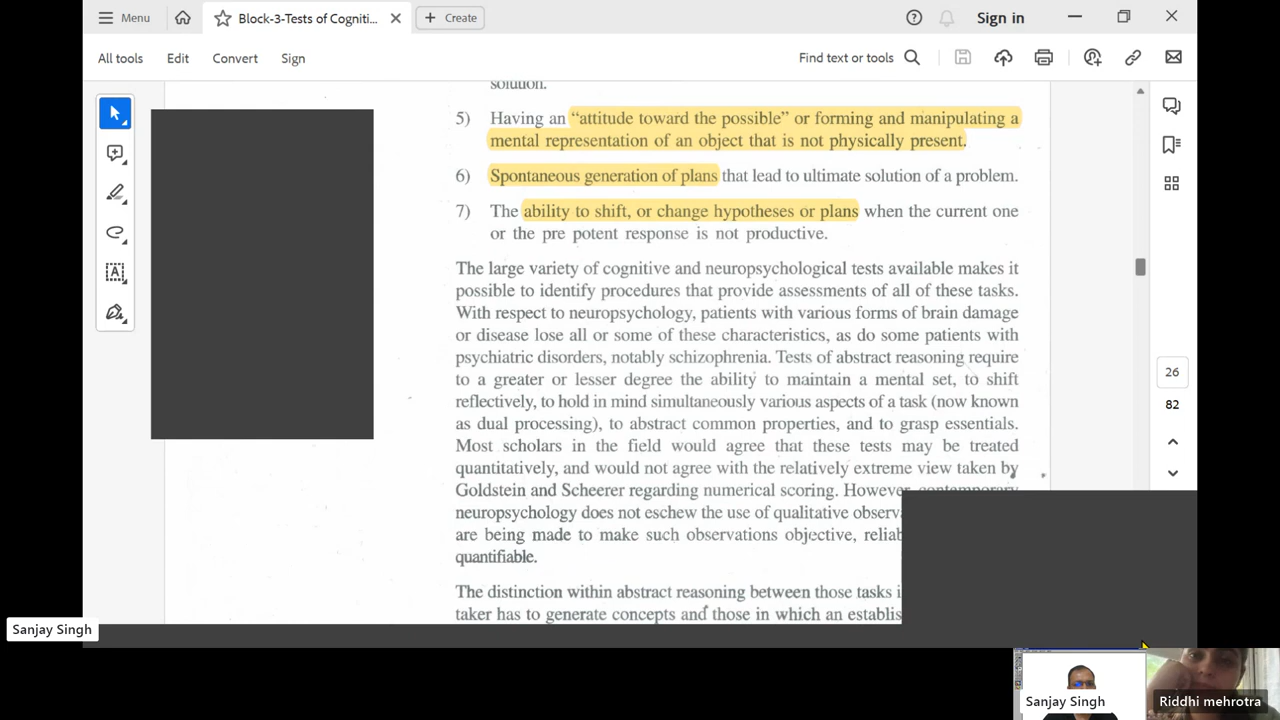 Menu
Block-3-Tests of Cogniti...
Create
Sign in
All tools
Edit
Convert
Sign
Find text or tools
solution.
5) Having an “attitude toward the possible” or forming and manipulating a
mental representation of an object that is not physically present.
6) Spontaneous generation of plans that lead to ultimate solution of a problem.
7) The ability to shift, or change hypotheses or plans when the current one
or the pre potent response is not productive.
The large variety of cognitive and neuropsychological tests available makes it
possible to identify procedures that provide assessments of all of these tasks.
With respect to neuropsychology, patients with various forms of brain damage
or disease lose all or some of these characteristics, as do some patients with
psychiatric disorders, notably schizophrenia. Tests of abstract reasoning require
to a greater or lesser degree the ability to maintain a mental set, to shift
reflectively, to hold in mind simultaneously various aspects of a task (now known
as dual processing), to abstract common properties, and to grasp essentials.
Most scholars in the field would agree that these tests may be treated
quantitatively, and would not agree with the relatively extreme view taken by
Goldstein and Scheerer regarding numerical scoring. However, contemporary
neuropsychology does not eschew the use of qualitative observ
are being made to make such observations objective, reliab
quantifiable.
The distinction within abstract reasoning between those tasks i
taker has to generate concepts and those in which an establis
26
82
Sanjay Singh
Sanjay Singh
Riddhi mehrotra